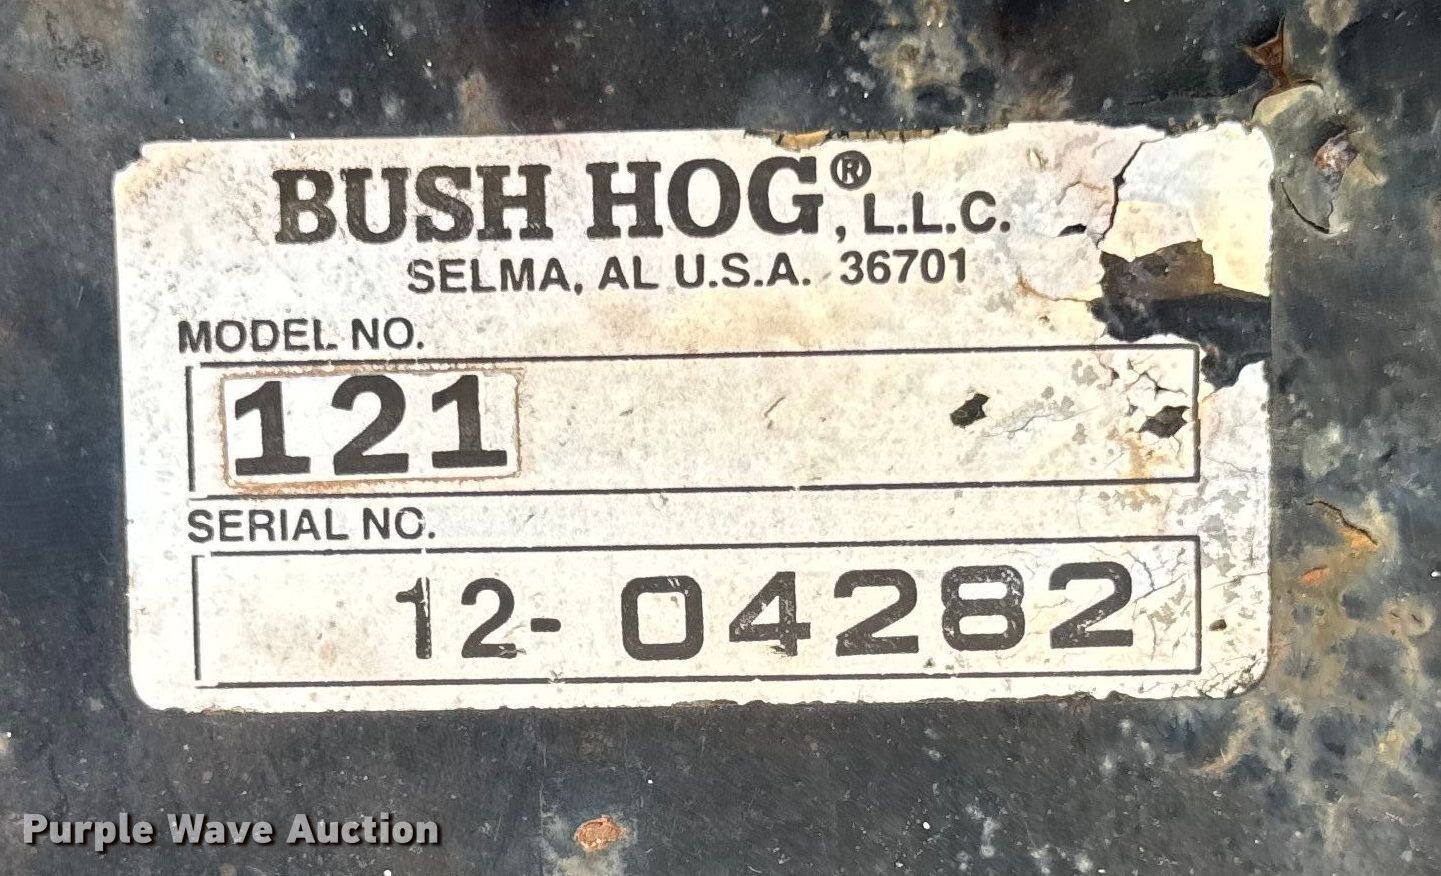 BUSH HOG®, L.L.C.
SELMA, AL U.S.A. 36701
MODEL NO.
121
SERIAL NO.
12-04282
Purple Wave Auction